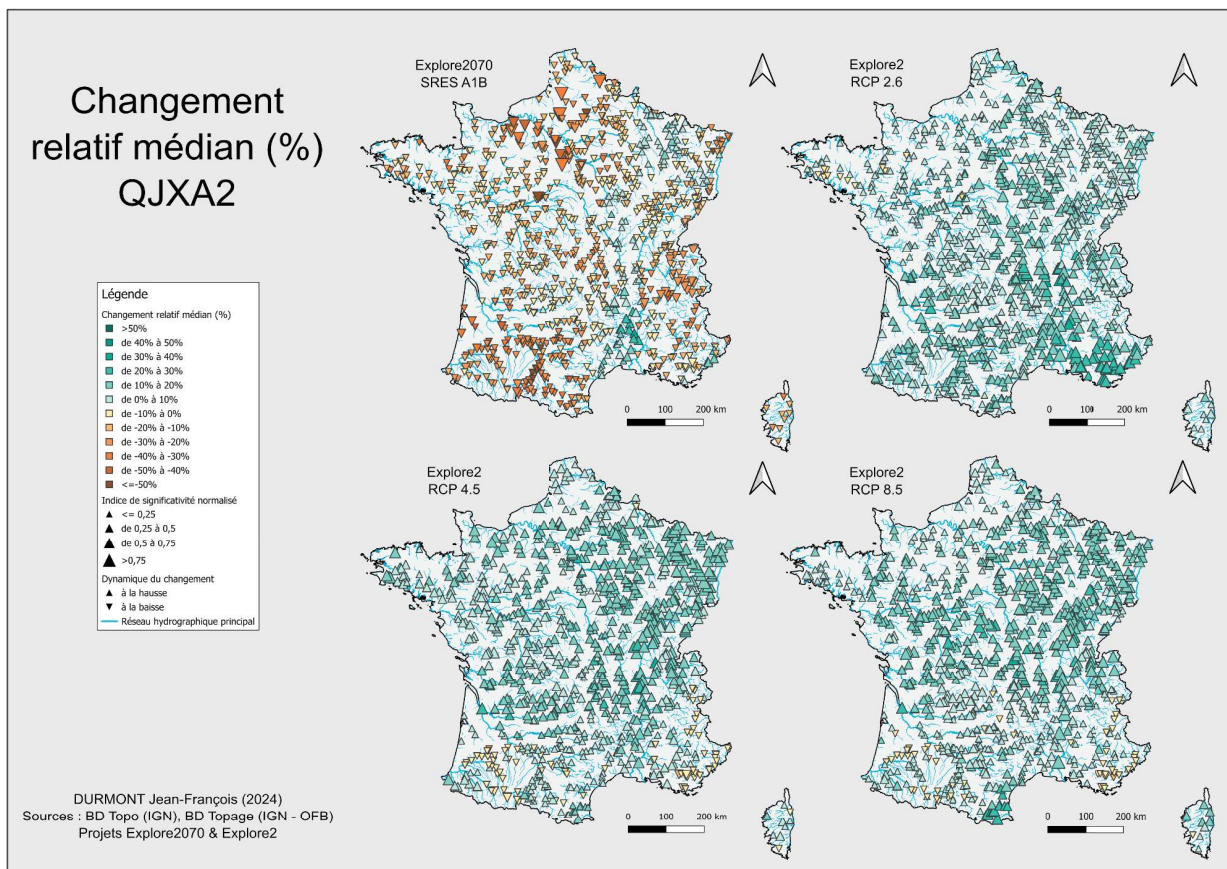 Changement
relatif médian (%)
QJXA2
Légende
Changement relatif médian (%)
>50%
de 40% à 50%
de 30% à 40%
de 20% à 30%
de 10% à 20%
de 0% à 10%
de -10% à 0%
de -20% à -10%
de -30% à -20%
de -40% à -30%
de -50% à -40%
<=-50%
Indice de significativité normalisé
<= 0,25
de 0,25 à 0,5
de 0,5 à 0,75
>0,75
Dynamique du changement
à la hausse
à la baisse
Réseau hydrographique principal
DURMONT Jean-François (2024)
Sources : BD Topo (IGN), BD Topage (IGN - OFB)
Projets Explore2070 & Explore2
Explore2070
SRES A1B
0 100 200 km
Explore2
RCP 2.6
0 100 200 km
Explore2
RCP 4.5
0 100 200 km
Explore2
RCP 8.5
0 100 200 km